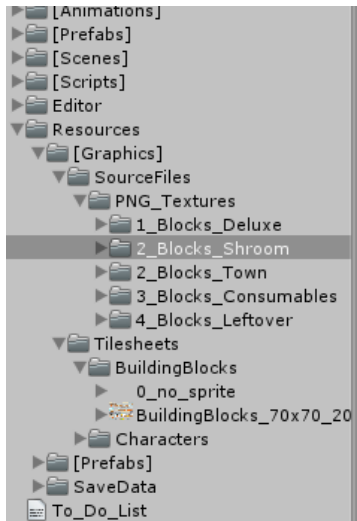 [Animations]
[Prefabs]
[Scenes]
[Scripts]
Editor
Resources
[Graphics]
SourceFiles
PNG_Textures
1_Blocks_Deluxe
2_Blocks_Shroom
2_Blocks_Town
3_Blocks_Consumables
4_Blocks_Leftover
Tilesheets
BuildingBlocks
0_no_sprite
BuildingBlocks_70x70_20
Characters
[Prefabs]
SaveData
To_Do_List